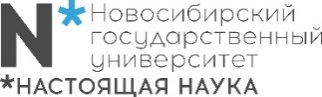 N* Новосибирский
государственный
университет
*НАСТОЯЩАЯ НАУКА